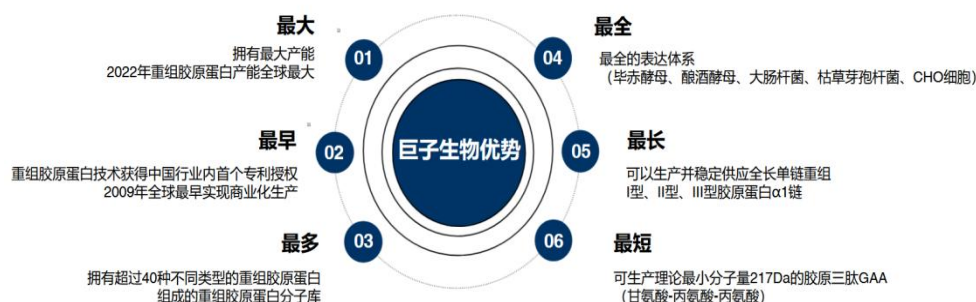 最大
01
拥有最大产能
2022年重组胶原蛋白产能全球最大
最早
02
重组胶原蛋白技术获得中国行业内首个专利授权
2009年全球最早实现商业化生产
最多
03
拥有超过40种不同类型的重组胶原蛋白
组成的重组胶原蛋白分子库
巨子生物优势
最全
04
最全的表达体系
（毕赤酵母、酿酒酵母、大肠杆菌、枯草芽孢杆菌、CHO细胞）
最长
05
可以生产并稳定供应全长单链重组
I型、II型、III型胶原蛋白α1链
最短
06
可生产理论最小分子量217Da的胶原三肽GAA
（甘氨酸-丙氨酸-丙氨酸）